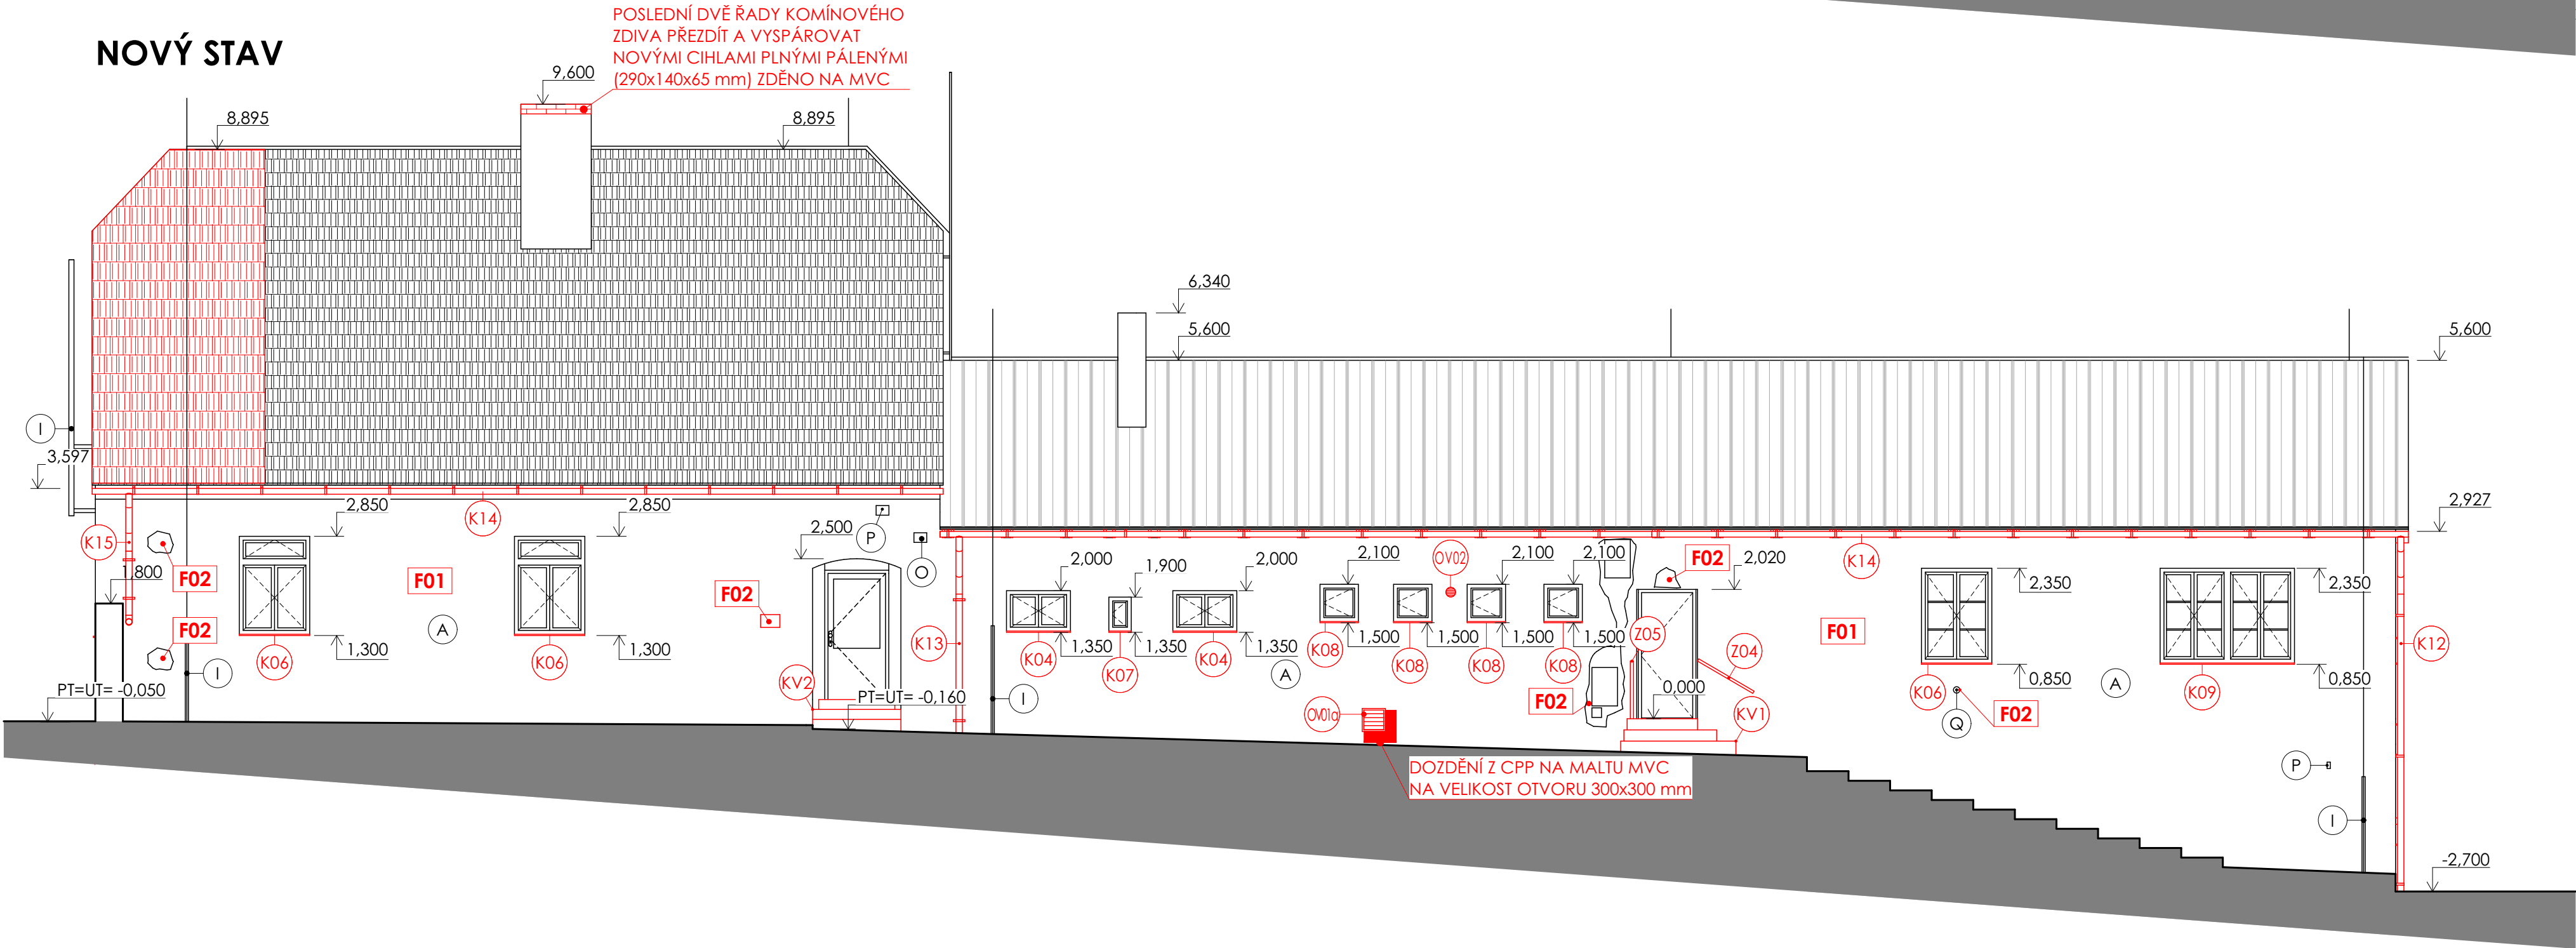 NOVÝ STAV
POSLEDNÍ DVĚ ŘADY KOMÍNOVÉHO
ZDIVA PŘEZDÍT A VYSPÁROVAT
NOVÝMI CIHLAMI PLNÝMI PÁLENÝMI
(290x140x65 mm) ZDĚNO NA MVC
9,600
8,895
8,895
6,340
5,600
5,600
I
3,597
2,850
K14
2,850
2,500
P
O
2,927
K15
F02
1,800
F01
F02
F02
A
K06
1,300
K06
1,300
I
PT=UT= -0,050
KV2
PT=UT= -0,160
K13
I
2,000
1,900
2,000
K04
1,350
K07
1,350
K04
1,350
A
2,100
OV02
2,100
2,100
F02
2,020
K08
1,500
K08
1,500
K08
1,500
K08
1,500
Z05
Z04
F02
0,000
KV1
OV01a
DOZDĚNÍ Z CPP NA MALTU MVC
NA VELIKOST OTVORU 300x300 mm
K14
F01
2,350
2,350
K06
0,850
Q
F02
A
K09
0,850
K12
P
I
-2,700